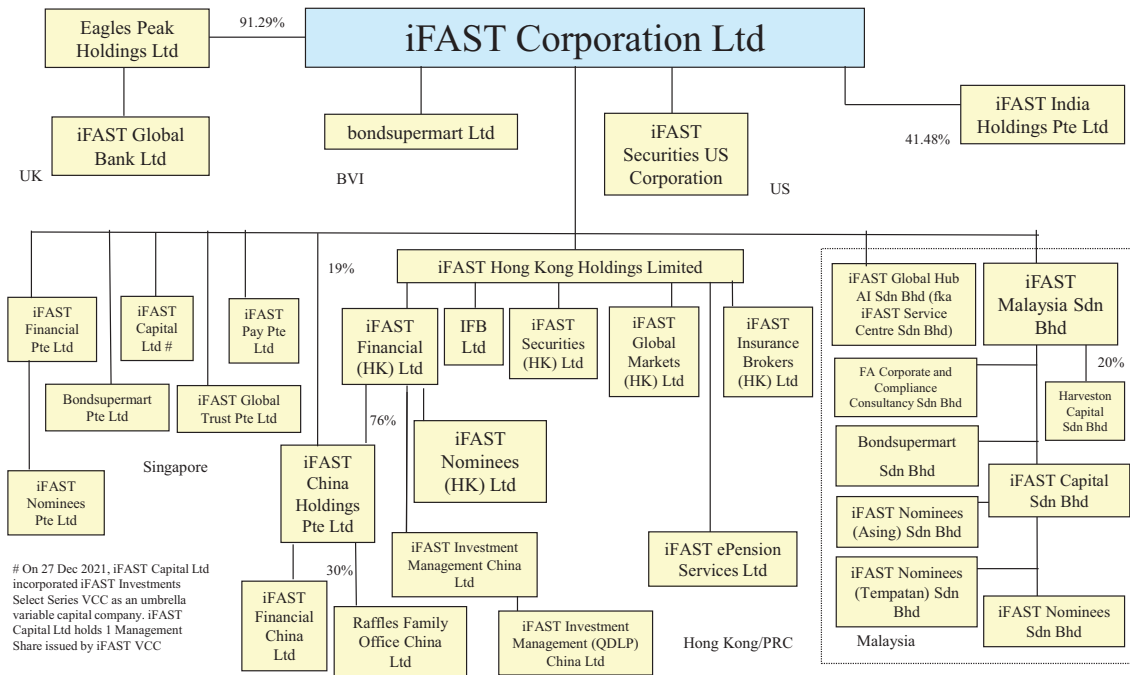 Eagles Peak
Holdings Ltd
91.29%
iFAST Corporation Ltd
iFAST Global
Bank Ltd
UK
bondsupermart Ltd
BVI
iFAST
Securities US
Corporation
US
iFAST India
Holdings Pte Ltd
41.48%
iFAST
Financial
Pte Ltd
iFAST
Capital
Ltd #
iFAST
Pay Pte
Ltd
Bondsupermart
Pte Ltd
iFAST Global
Trust Pte Ltd
Singapore
iFAST
Nominees
Pte Ltd
# On 27 Dec 2021, iFAST Capital Ltd
incorporated iFAST Investments
Select Series VCC as an umbrella
variable capital company. iFAST
Capital Ltd holds 1 Management
Share issued by iFAST VCC
19%
iFAST Hong Kong Holdings Limited
iFAST
Financial
(HK) Ltd
IFB
Ltd
iFAST
Securities
(HK) Ltd
iFAST
Global
Markets
(HK) Ltd
iFAST
Insurance
Brokers
(HK) Ltd
76%
iFAST
Nominees
(HK) Ltd
iFAST
China
Holdings
Pte Ltd
iFAST Investment
Management China
Ltd
iFAST ePension
Services Ltd
30%
iFAST
Financial
China Ltd
Raffles Family
Office China
Ltd
iFAST Investment
Management (QDLP)
China Ltd
Hong Kong/PRC
iFAST Global Hub
AI Sdn Bhd (fka
iFAST Service
Centre Sdn Bhd)
iFAST
Malaysia Sdn
Bhd
20%
FA Corporate and
Compliance
Consultancy Sdn Bhd
Harveston
Capital
Sdn Bhd
Bondsupermart
Sdn Bhd
iFAST Capital
Sdn Bhd
iFAST Nominees
(Asing) Sdn Bhd
iFAST Nominees
(Tempatan) Sdn
Bhd
iFAST Nominees
Sdn Bhd
Malaysia